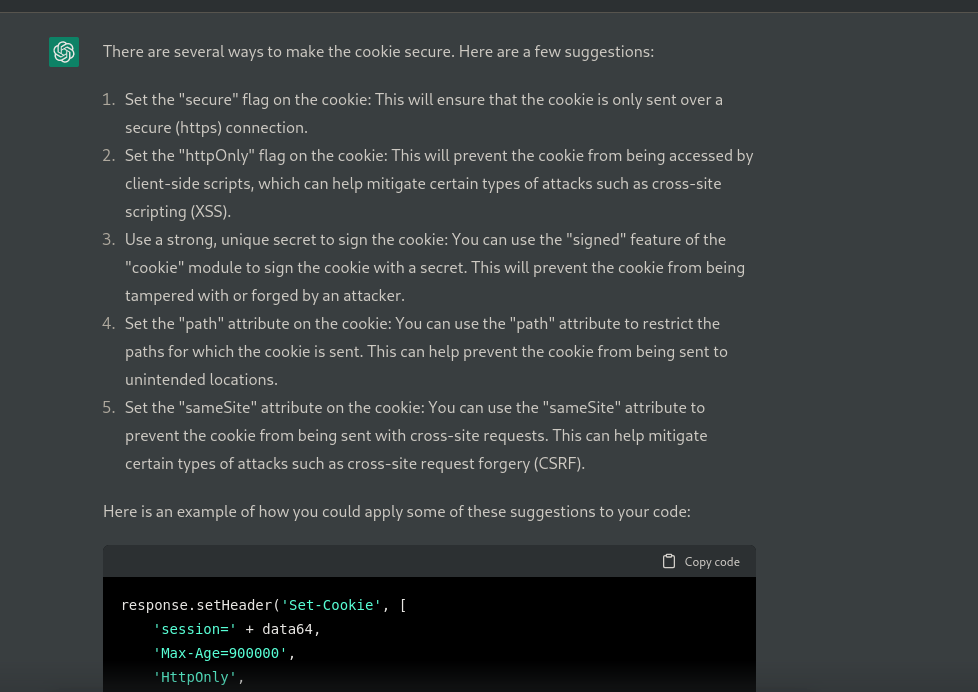 There are several ways to make the cookie secure. Here are a few suggestions:
1. Set the "secure" flag on the cookie: This will ensure that the cookie is only sent over a
secure (https) connection.
2. Set the "httpOnly" flag on the cookie: This will prevent the cookie from being accessed by
client-side scripts, which can help mitigate certain types of attacks such as cross-site
scripting (XSS).
3. Use a strong, unique secret to sign the cookie: You can use the "signed" feature of the
"cookie" module to sign the cookie with a secret. This will prevent the cookie from being
tampered with or forged by an attacker.
4. Set the "path" attribute on the cookie: You can use the "path" attribute to restrict the
paths for which the cookie is sent. This can help prevent the cookie from being sent to
unintended locations.
5. Set the "sameSite" attribute on the cookie: You can use the "sameSite" attribute to
prevent the cookie from being sent with cross-site requests. This can help mitigate
certain types of attacks such as cross-site request forgery (CSRF).
Here is an example of how you could apply some of these suggestions to your code:
Copy code
response.setHeader('Set-Cookie', [
'session=' + data64,
'Max-Age=900000',
'HttpOnly',